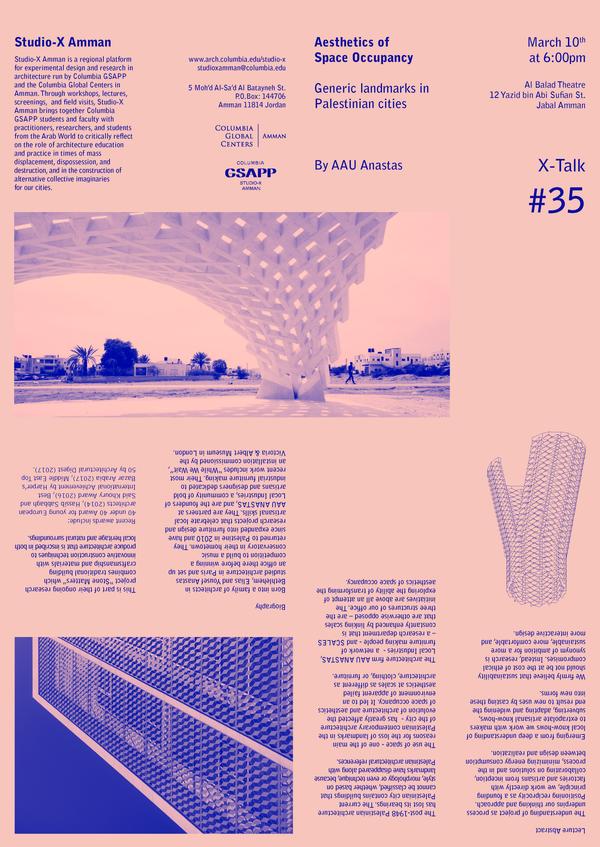 Studio-X Amman
Studio-X Amman is a regional platform
for experimental design and research in
architecture run by Columbia GSAPP
and the Columbia Global Centers in
Amman. Through workshops, lectures,
screenings, and field visits, Studio-X
Amman brings together Columbia
GSAPP students and faculty with
practitioners, researchers, and students
from the Arab World to critically reflect
on the role of architecture education
and practice in times of mass
displacement, dispossession, and
destruction, and in the construction of
alternative collective imaginaries
for our cities.
www.arch.columbia.edu/studio-x
studioxamman@columbia.edu
5 Moh'd Al-Sa'd Al Batayneh St.
P.O.Box: 144706
Amman 11814 Jordan
COLUMBIA
GLOBAL
CENTERS
AMMAN
COLUMBIA
GSAPP
STUDIO-X
AMMAN
Aesthetics of
Space Occupancy
Generic landmarks in
Palestinian cities
By AAU Anastas
March 10th
at 6:00pm
Al Balad Theatre
12 Yazid bin Abi Sufian St.
Jabal Amman
X-Talk
#35
Lecture Abstract
The understanding of project as process
underpins our thinking and approach.
Positioning reciprocity as a founding
principle, we work directly with
factories and artisans from inception,
collaborating on solutions and in the
process, minimizing energy consumption
between design and realization.
Emerging from a deep understanding of
local know-hows we work with makers
to extrapolate artisanal know-hows,
subverting, adapting and widening the
end result to new uses by casting these
into new forms.
We firmly believe that sustainability
should not be at the cost of ethical
compromises. Instead, research is
synonym of ambition for a more
sustainable, more comfortable, and
more interactive design.
The post-1948 Palestinian architecture
has lost its bearings. The current
Palestinian city contains buildings that
cannot be classified, whether based on
style, morphology or even technique, because
landmarks have disappeared along with
Palestinians architectural references.
The use of space - one of the main
reasons for the loss of landmarks in the
Palestinian contemporary architecture
of the city - has greatly affected the
evolution of architecture and aesthetics
of space occupancy. It led to an
environment of apparent failed
aesthetics at scales as different as
architecture, clothing, or furniture.
The architecture firm AAU ANASTAS,
Local Industries - a network of
furniture making people - and SCALES
– a research department that is
constantly enhanced by linking scales
that are otherwise opposed – are the
three structures of our office. The
initiatives are above all an attempt of
exploring the ability of transforming the
aesthetics of space occupancy.
Biography
Born into a family of architects in
Bethlehem, Elias and Yousef Anastas
studied architecture in Paris and set up
an office there before winning a
competition to build a music
conservatory in their hometown. They
returned to Palestine in 2010 and have
since expanded into furniture design and
research projects that celebrate local
artisanal skills. They are partners at
AAU ANASTAS, and are the founders of
Local Industries, a community of bold
artisans and designers dedicated to
industrial furniture making. Their most
recent work includes "While We Wait",
an installation commissioned by the
Victoria & Albert Museum in London.
This is part of their ongoing research
project "Stone Matters" which
combines traditional building
craftsmanship and materials with
innovative construction techniques to
produce architecture that is inscribed in both
local heritage and natural surroundings.
Recent awards include:
40 under 40 Award for young European
architects (2014), Hassib Sabbagh and
Said Khoury Award (2016), Best
International Achievement by Harper's
Bazar Arabia (2017), Middle East Top
50 by Architectural Digest (2017).